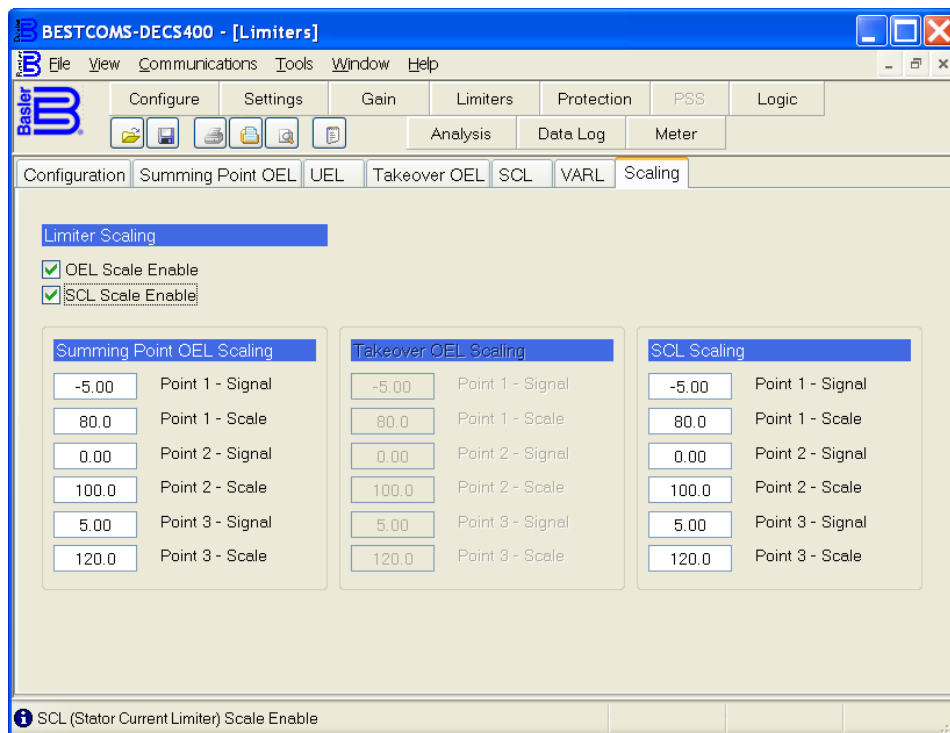 BESTCOMS-DECS400 - [Limiters]
File View Communications Tools Window Help
Basler
Configure Settings Gain Limiters Protection PSS Logic
Analysis Data Log Meter
Configuration Summing Point OEL UEL Takeover OEL SCL VARL Scaling
Limiter Scaling
OEL Scale Enable
SCL Scale Enable
Summing Point OEL Scaling
-5.00 Point 1 - Signal
80.0 Point 1 - Scale
0.00 Point 2 - Signal
100.0 Point 2 - Scale
5.00 Point 3 - Signal
120.0 Point 3 - Scale
Takeover OEL Scaling
-5.00 Point 1 - Signal
80.0 Point 1 - Scale
0.00 Point 2 - Signal
100.0 Point 2 - Scale
5.00 Point 3 - Signal
120.0 Point 3 - Scale
SCL Scaling
-5.00 Point 1 - Signal
80.0 Point 1 - Scale
0.00 Point 2 - Signal
100.0 Point 2 - Scale
5.00 Point 3 - Signal
120.0 Point 3 - Scale
SCL (Stator Current Limiter) Scale Enable